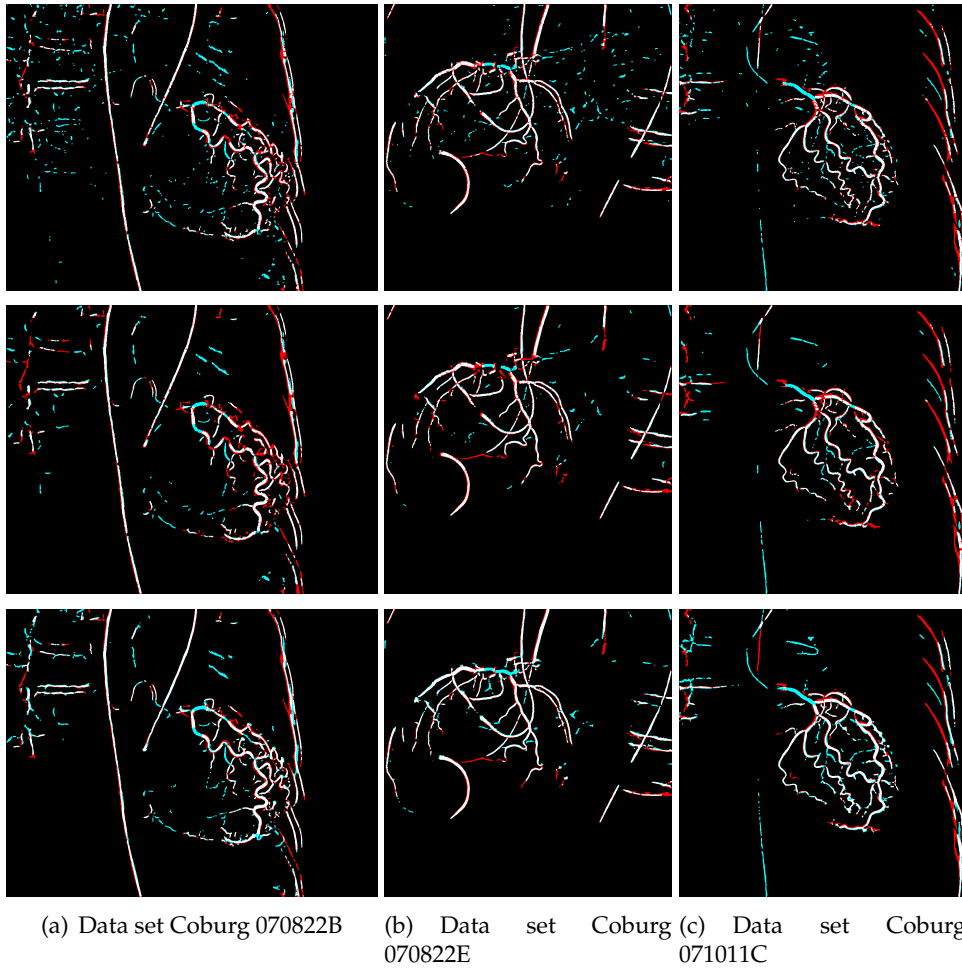 (a) Data set Coburg 070822B
(b) Data set Coburg
070822E
(c) Data set Coburg
071011C